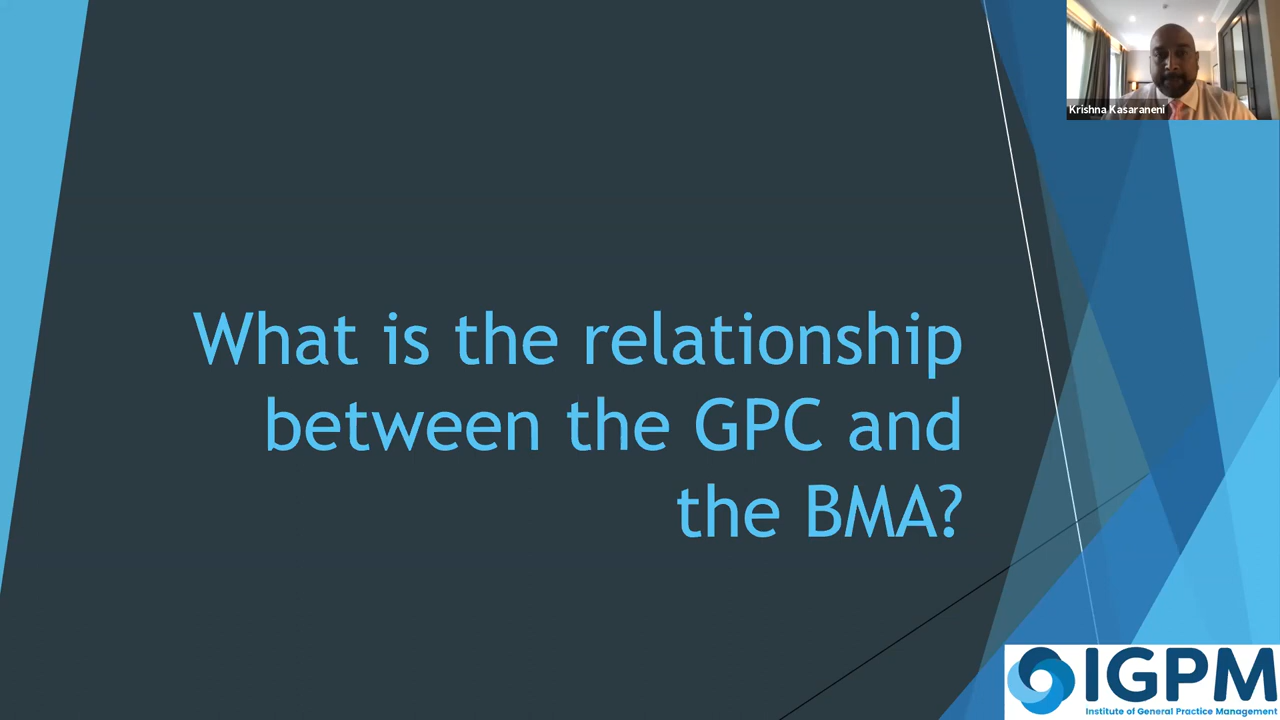 Krishna Kasaraneni
What is the relationship
between the GPC and
the BMA?
IGPM
Institute of General Practice Management